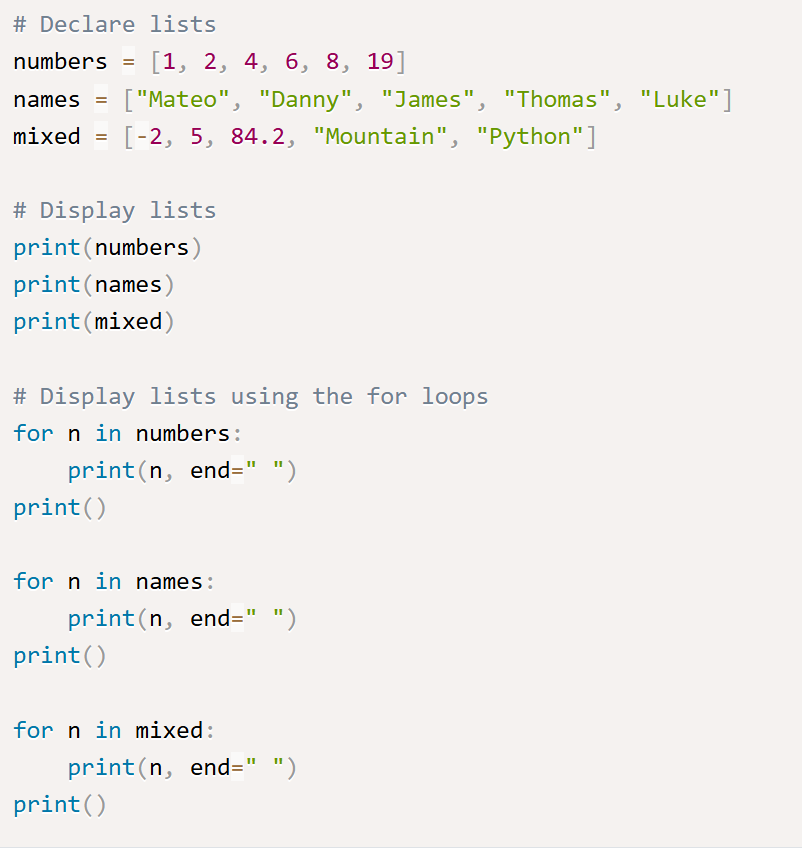 # Declare lists
numbers = [1, 2, 4, 6, 8, 19]
names = ["Mateo", "Danny", "James", "Thomas", "Luke"]
mixed = [-2, 5, 84.2, "Mountain", "Python"]

# Display lists
print(numbers)
print(names)
print(mixed)

# Display lists using the for loops
for n in numbers:
    print(n, end=" ")
print()

for n in names:
    print(n, end=" ")
print()

for n in mixed:
    print(n, end=" ")
print()